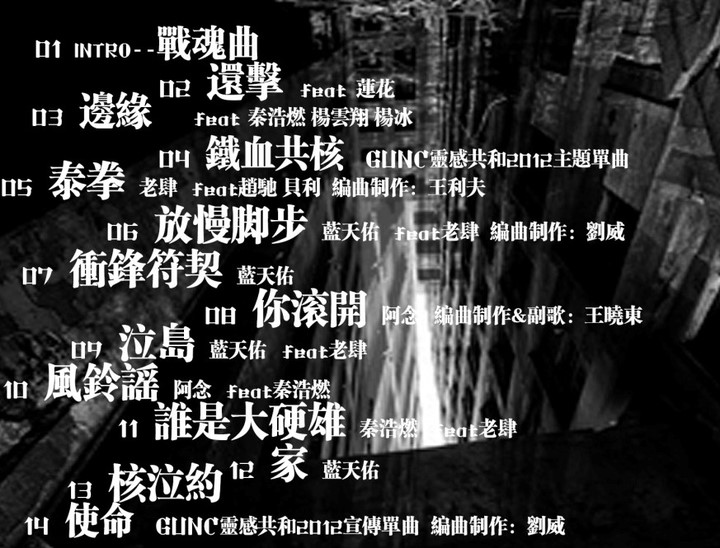 01 INTRO--戰魂曲
02 還擊 feat 蓮花
03 邊緣 feat 秦浩燃 楊雲翔 楊冰
04 鐵血共核 GUNC靈感共和2012主題單曲
05 泰拳 老肆 feat趙馳 貝利 編曲制作: 王利夫
06 放慢脚步 藍天佑 feat老肆 編曲制作: 劉威
07 衝鋒符契 藍天佑
08 你滚開 阿念 編曲制作&副歌: 王曉東
09 泣島 藍天佑 feat老肆
10 風鈴謡 阿念 feat秦浩燃
11 誰是大硬雄 秦浩燃 feat老肆
12 家 藍天佑
13 核泣約
14 使命 GUNC靈感共和2012宣傳單曲 編曲制作: 劉威